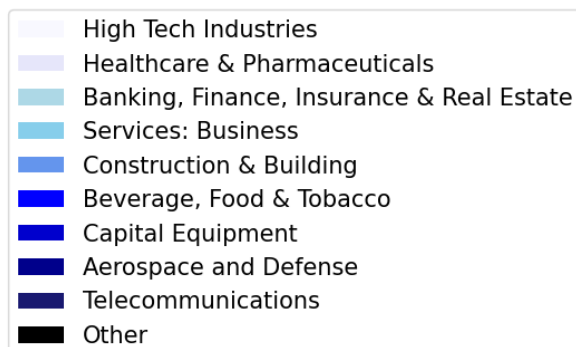 High Tech Industries
Healthcare & Pharmaceuticals
Banking, Finance, Insurance & Real Estate
Services: Business
Construction & Building
Beverage, Food & Tobacco
Capital Equipment
Aerospace and Defense
Telecommunications
Other